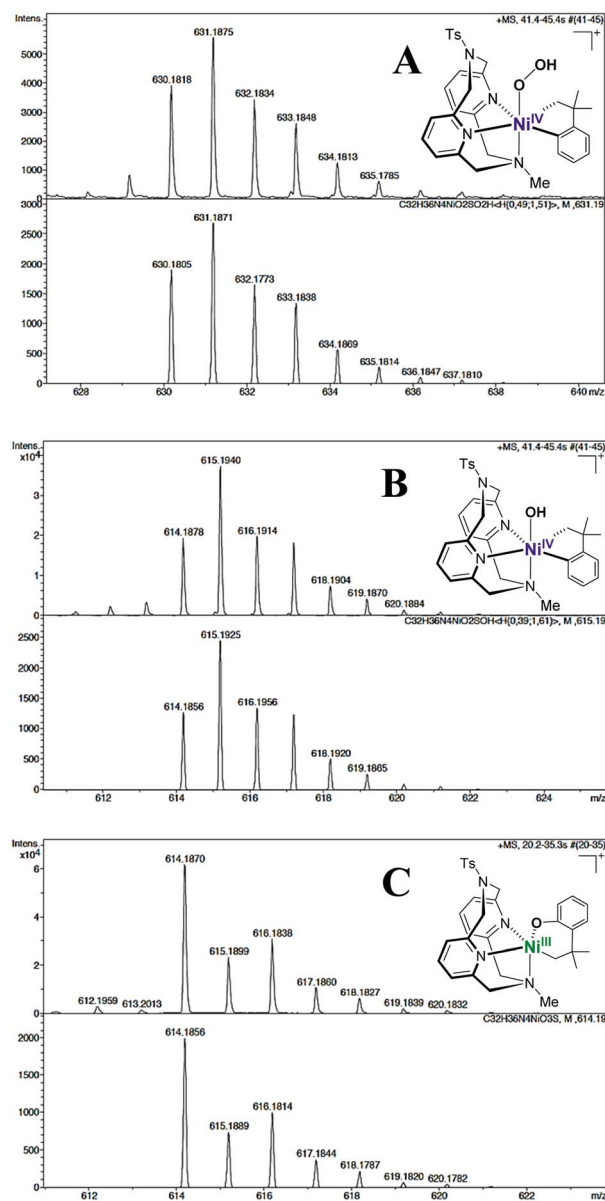 Intens.
+MS, 41.4-45.4s #(41-45)
5000
4000
3000
2000
1000
0
630.1818
631.1875
632.1834
633.1848
634.1813
635.1785
A
Ts
N
N
N
N
Me
O
OH
Ni IV
+
3000
2500
2000
1500
1000
500
0
C32H36N4NiO2SO2H<H(0,49;1,51)>, M ,631.19
630.1805
631.1871
632.1773
633.1838
634.1869
635.1814
636.1847
637.1810
628
630
632
634
636
638
640 m/z
Intens.
x10⁴
+MS, 41.4-45.4s #(41-45)
3
2
1
0
614.1878
615.1940
616.1914
618.1904
619.1870
620.1884
B
Ts
N
N
N
N
Me
OH
Ni IV
+
2500
2000
1500
1000
500
0
C32H36N4NiO2SOH<H(0,39;1,61)>, M ,615.19
614.1856
615.1925
616.1956
618.1920
619.1865
612
614
616
618
620
622
624
m/z
Intens.
x10⁴
+MS, 20.2-35.3s #(20-35)
6
4
2
0
612.1959
613.2013
614.1870
615.1899
616.1838
617.1860
618.1827
619.1839
620.1832
C
Ts
N
N
N
N
Me
O
Ni III
+
2000
1500
1000
500
0
C32H36N4NiO3S, M ,614.19
614.1856
615.1889
616.1814
617.1844
618.1787
619.1820
620.1782
612
614
616
618
620
622
m/z